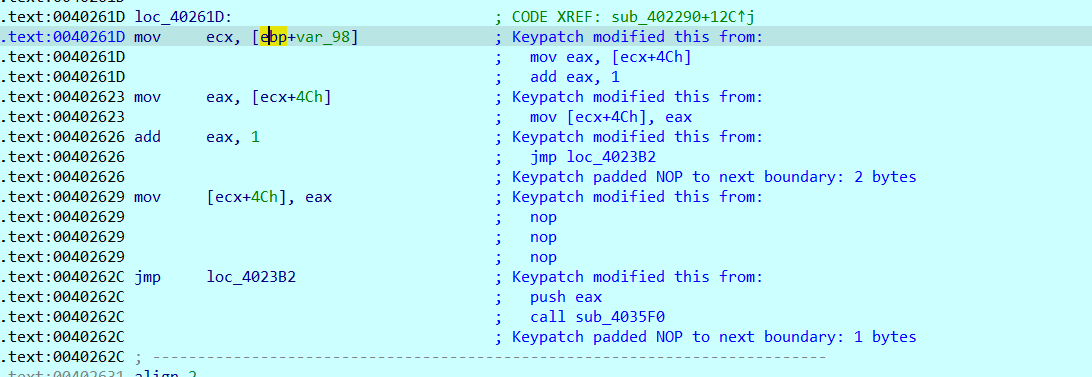 .text:0040261D loc_40261D: ; CODE XREF: sub_402290+12C↑j
.text:0040261D mov ecx, [ebp+var_98] ; Keypatch modified this from:
.text:0040261D ; mov eax, [ecx+4Ch]
.text:0040261D ; add eax, 1
.text:00402623 mov eax, [ecx+4Ch] ; Keypatch modified this from:
.text:00402623 ; mov [ecx+4Ch], eax
.text:00402626 add eax, 1 ; Keypatch modified this from:
.text:00402626 ; jmp loc_4023B2
.text:00402626 ; Keypatch padded NOP to next boundary: 2 bytes
.text:00402629 mov [ecx+4Ch], eax ; Keypatch modified this from:
.text:00402629 ; nop
.text:00402629 ; nop
.text:00402629 ; nop
.text:0040262C jmp loc_4023B2 ; Keypatch modified this from:
.text:0040262C ; push eax
.text:0040262C ; call sub_4035F0
.text:0040262C ; Keypatch padded NOP to next boundary: 1 bytes
.text:0040262C ; ---------------------------------------------------------------------------
.text:00402631 align 2